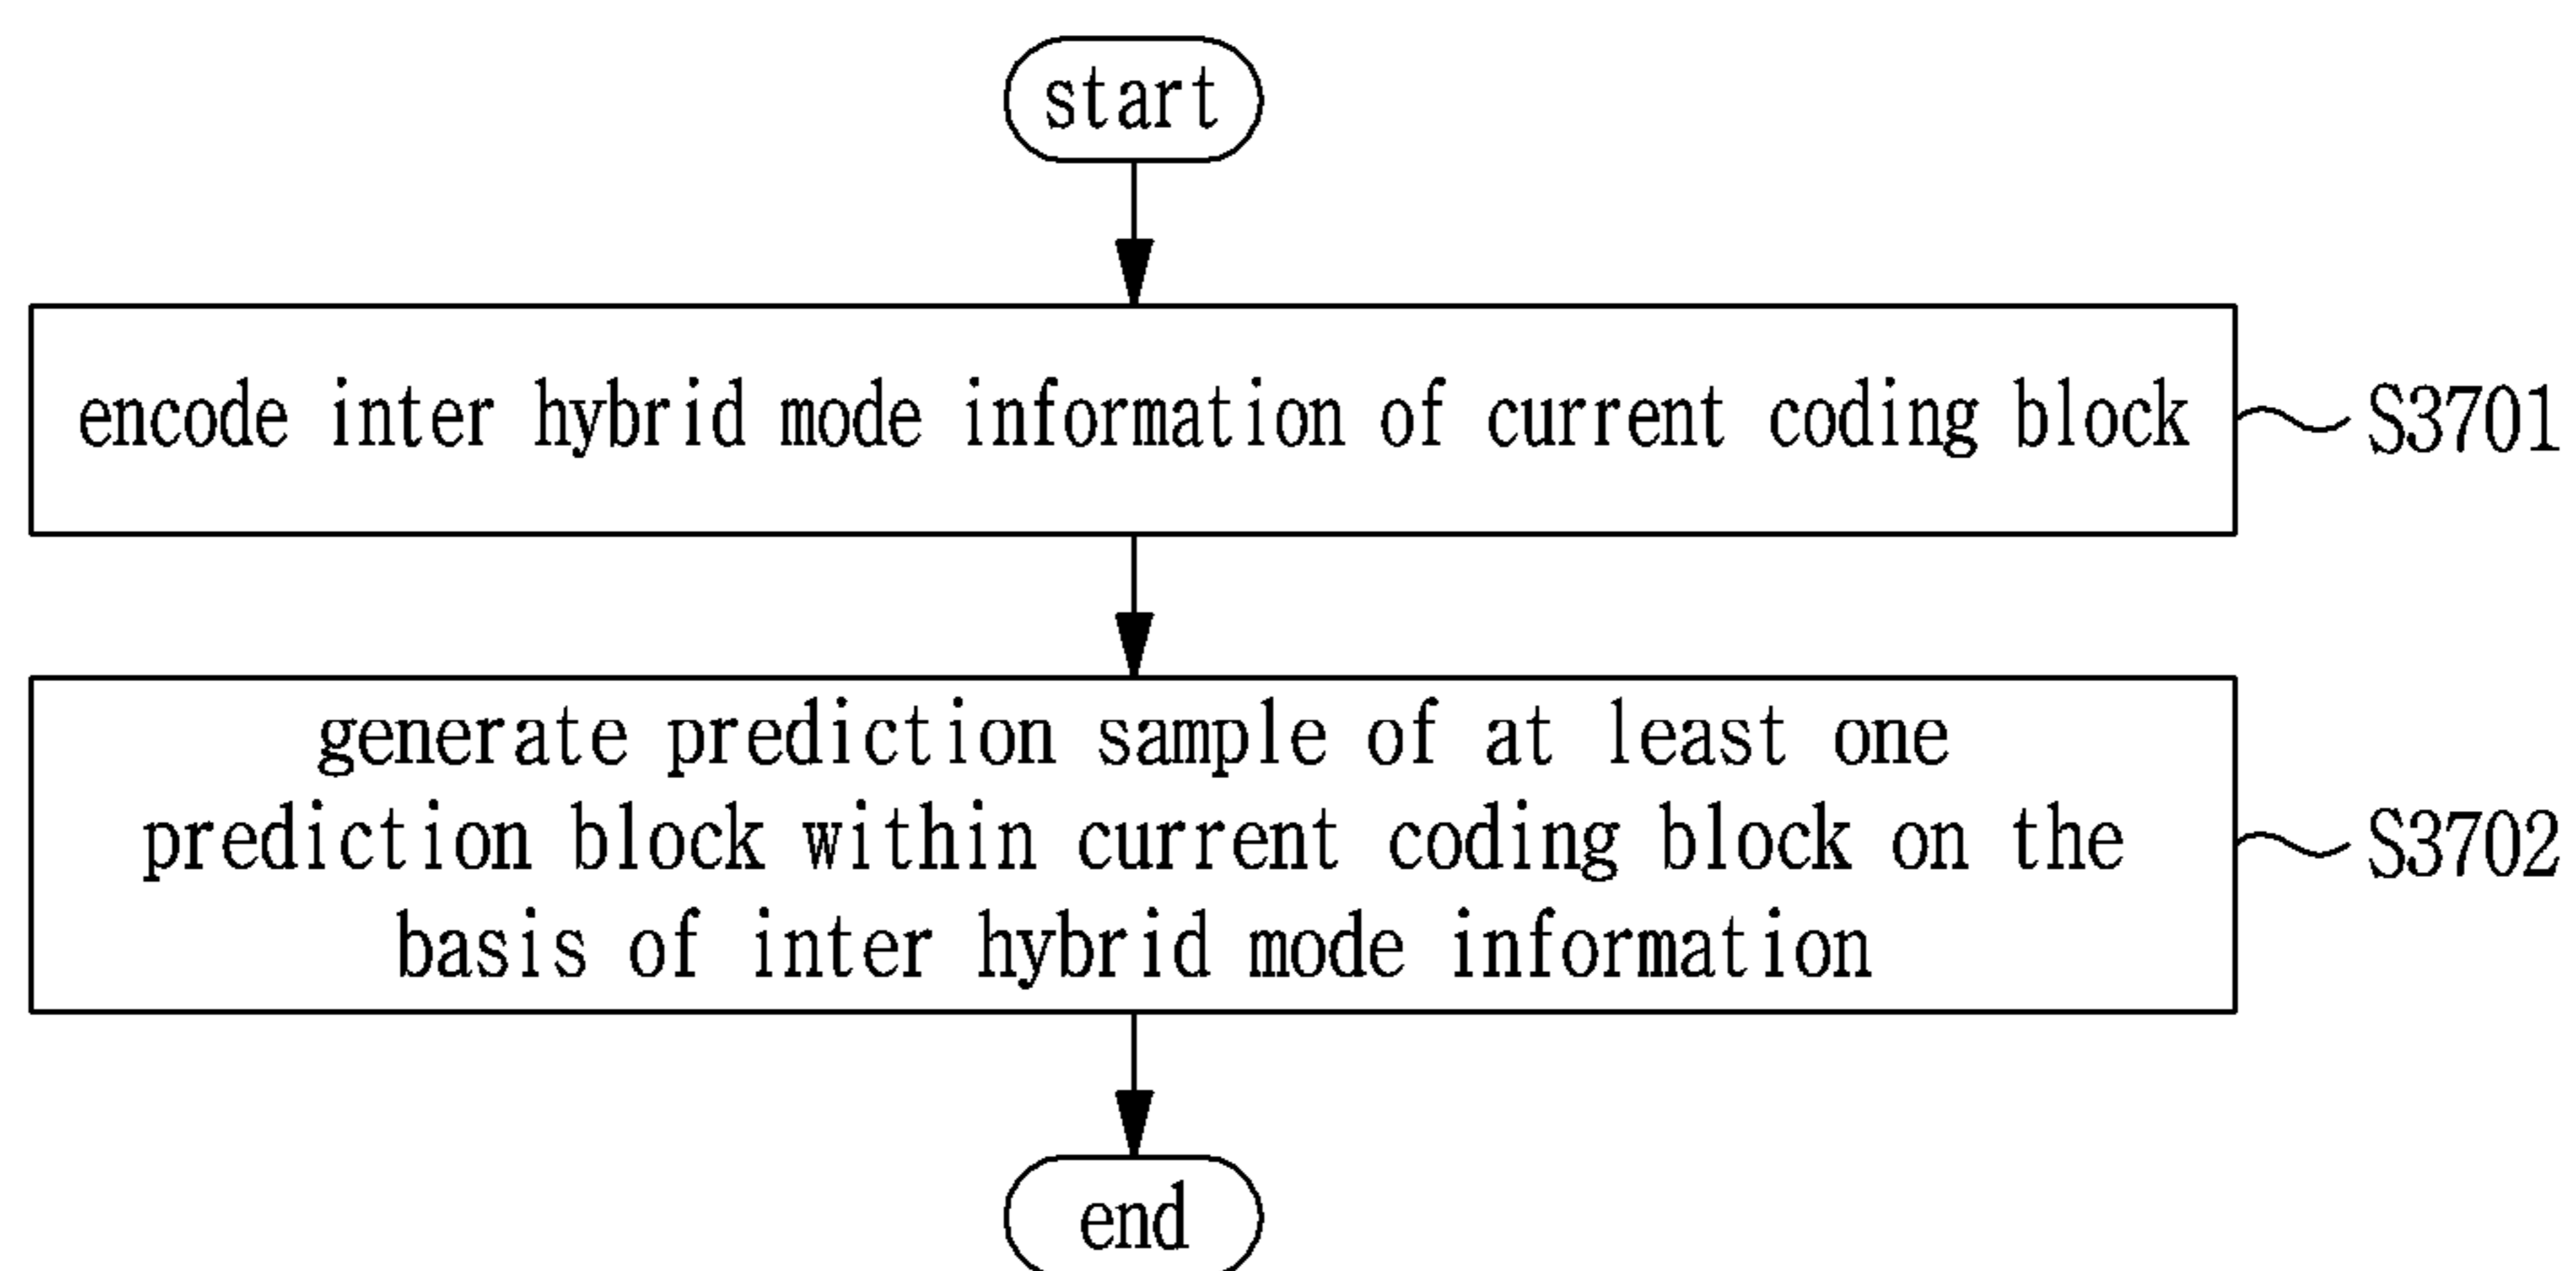 start
encode inter hybrid mode information of current coding block
S3701
generate prediction sample of at least one
prediction block within current coding block on the
basis of inter hybrid mode information
S3702
end